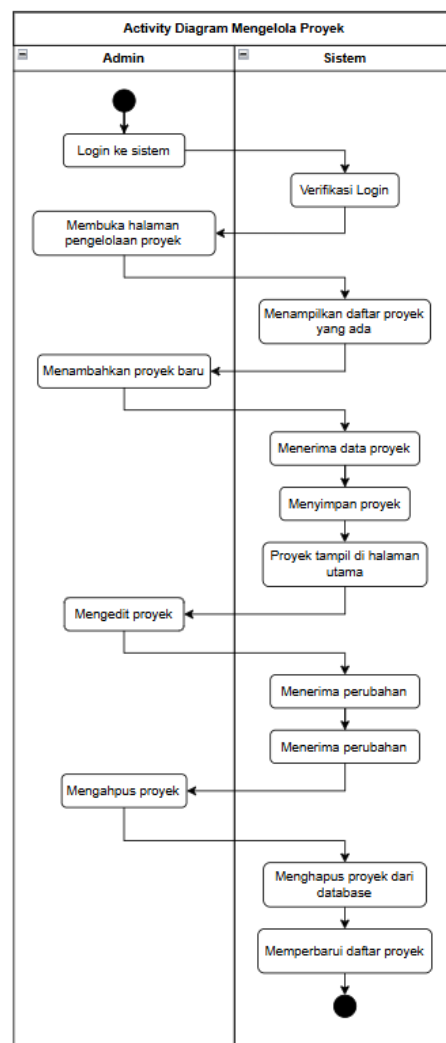 Activity Diagram Mengelola Proyek
Admin
Sistem
Login ke sistem
Verifikasi Login
Membuka halaman
pengelolaan proyek
Menampilkan daftar proyek
yang ada
Menambahkan proyek baru
Menerima data proyek
Menyimpan proyek
Proyek tampil di halaman
utama
Mengedit proyek
Menerima perubahan
Menerima perubahan
Mengahpus proyek
Menghapus proyek dari
database
Memperbarui daftar proyek